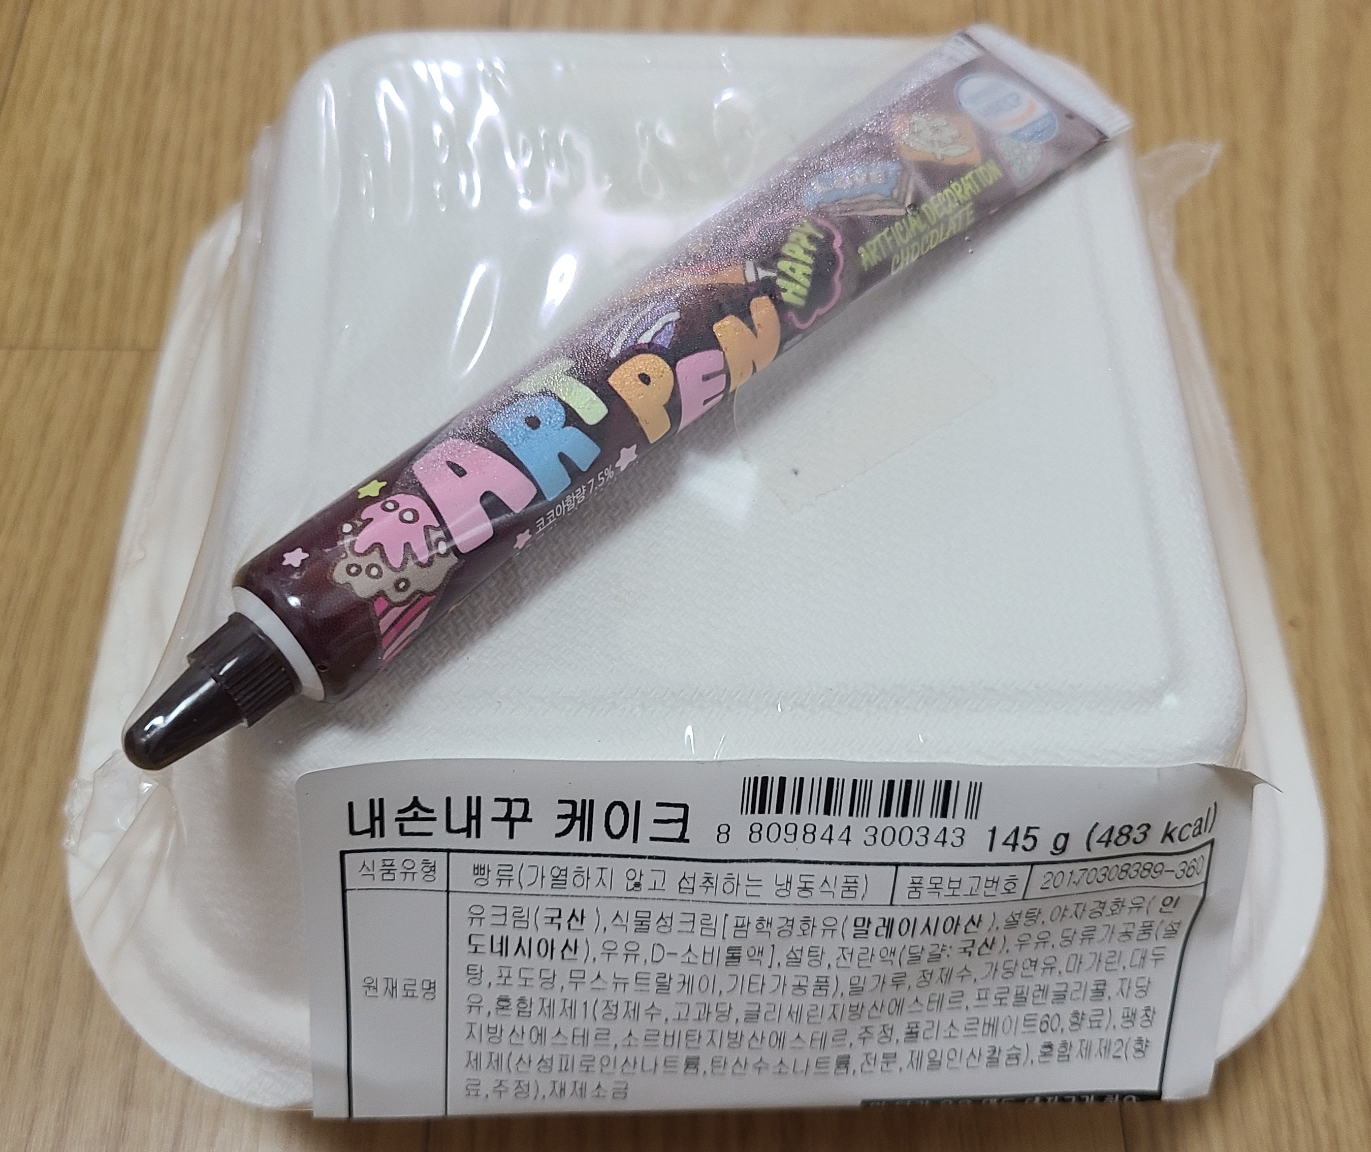 ART PEN
HAPPY
ARTFICIAL DECORATION
CHOCOLATE
코코아함량 7.5%
내손내꾸 케이크
8 809844 300343
145 g (483 kcal)
식품유형
빵류(가열하지 않고 섭취하는 냉동식품)
품목보고번호
20170308389-360
원재료명
유크림(국산),식물성크림[팜핵경화유(말레이시아산),설탕,야자경화유(인
도네시아산),우유,D-소비톨액],설탕,전란액(달걀:국산),우유,당류가공품(설
탕,포도당,무스뉴트랄케이,기타가공품),밀가루,정제수,가당연유,마가린,대두
유,혼합제제1(정제수,고과당,글리세린지방산에스테르,프로필렌글리콜,자당
지방산에스테르,소르비탄지방산에스테르,주정,폴리소르베이트60,향료),팽창
제제(산성피로인산나트륨,탄산수소나트륨,전분,제일인산칼슘),혼합제제2(향
료,주정),재제소금